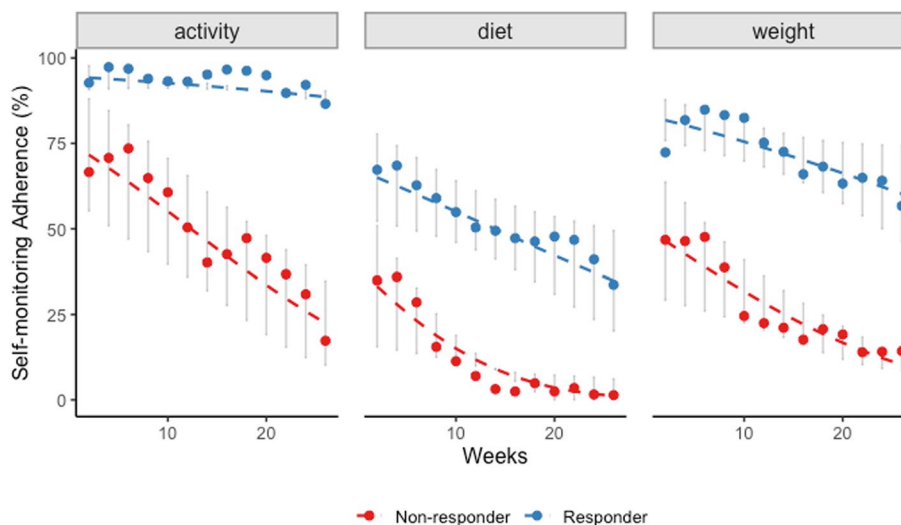 activity diet weight
Self-monitoring Adherence (%)
100
75
50
25
0
10 20 10 20 10 20
Weeks
Non-responder Responder